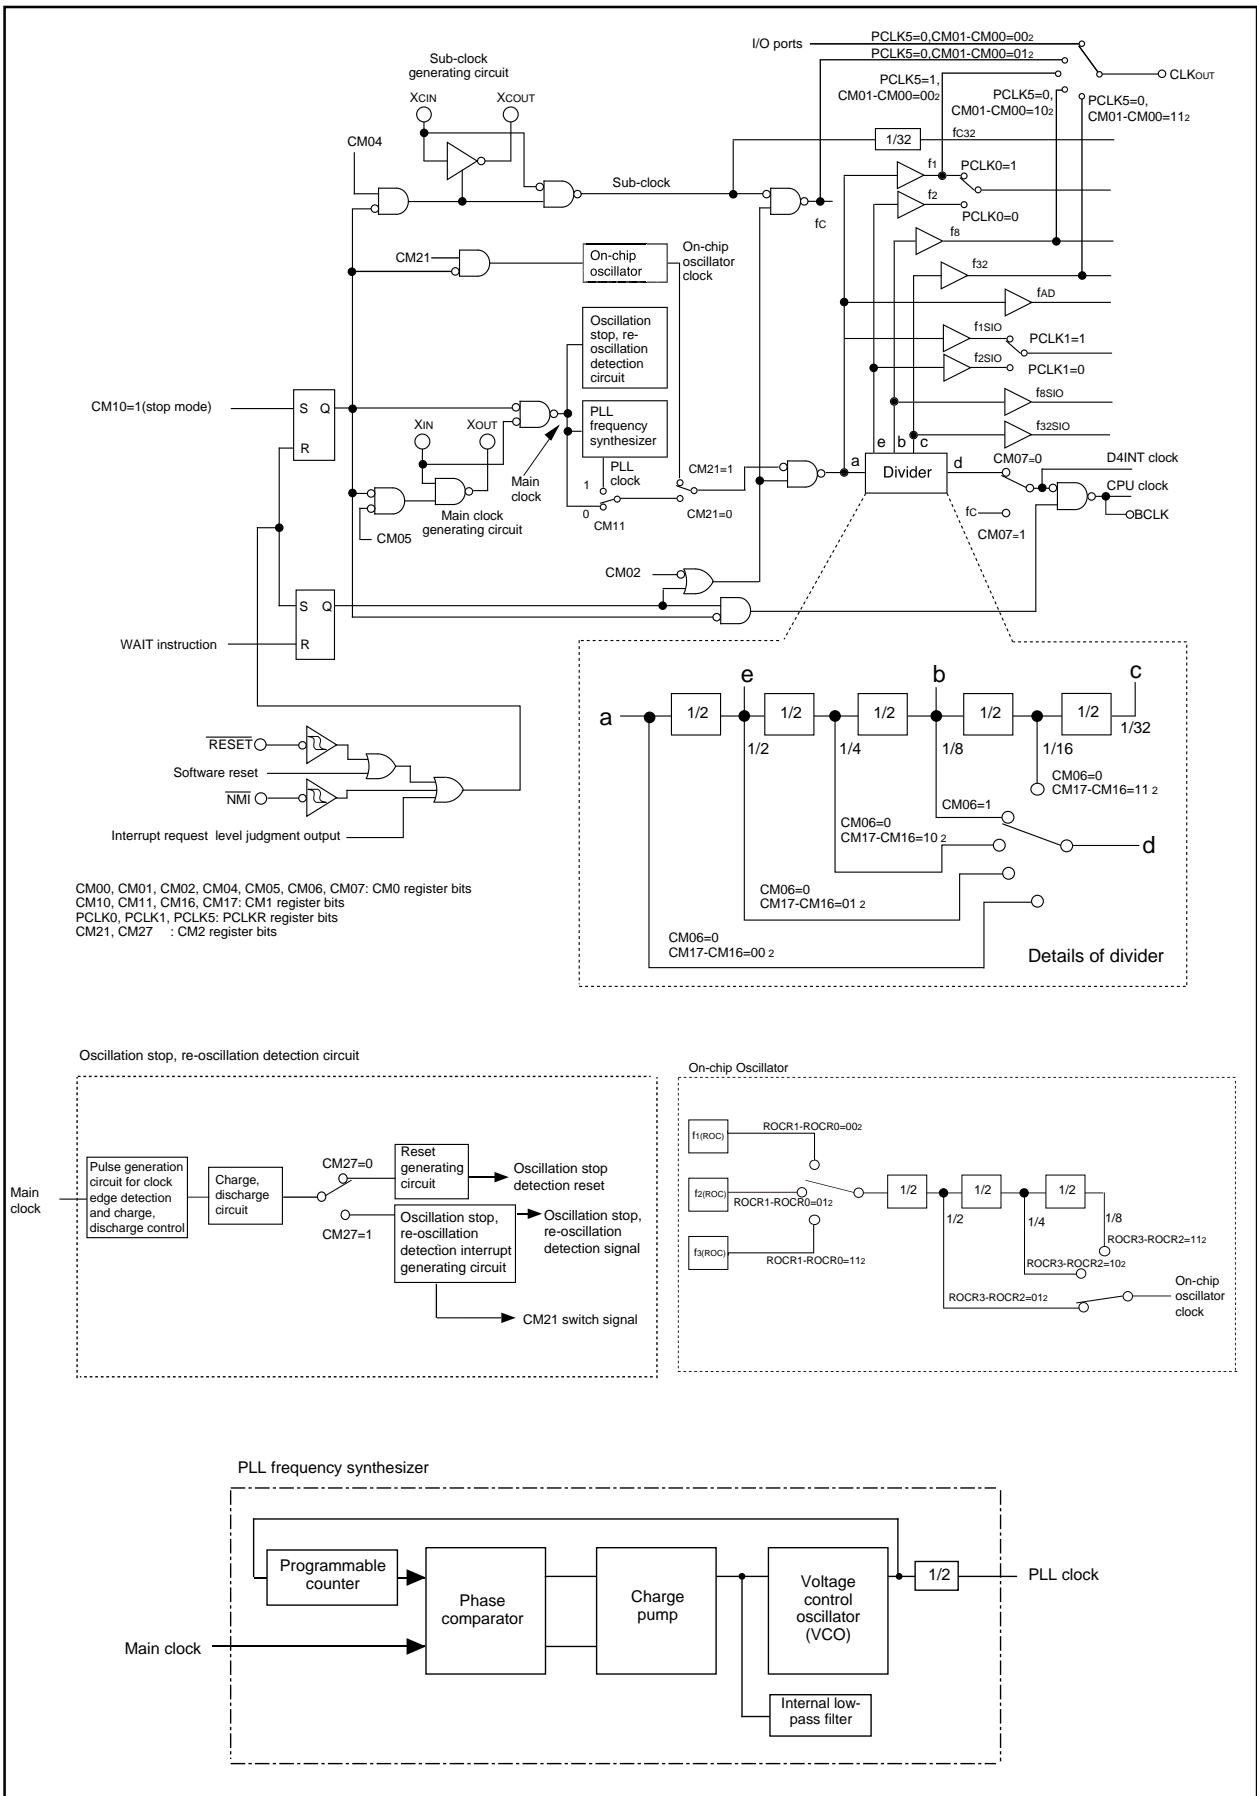 I/O ports
PCLK5=0,CM01-CM00=002
PCLK5=0,CM01-CM00=012
Sub-clock
generating circuit
CLKOUT
PCLK5=1,
CM01-CM00=002
PCLK5=0,
CM01-CM00=102
PCLK5=0,
CM01-CM00=112
XCIN
XCOUT
CM04
1/32
fC32
f1
PCLK0=1
Sub-clock
f2
PCLK0=0
fC
f8
CM21
On-chip
oscillator
On-chip
oscillator
clock
f32
fAD
Oscillation
stop, re-
oscillation
detection
circuit
f1SIO
PCLK1=1
f2SIO
PCLK1=0
CM10=1(stop mode)
S Q
R
XIN
XOUT
PLL
frequency
synthesizer
f8SIO
f32SIO
Main
clock
PLL
clock
CM21=1
e b c
a
Divider
d
CM07=0
D4INT clock
CPU clock
BCLK
1
0
CM11
CM21=0
fC
CM07=1
Main clock
generating circuit
CM05
CM02
S Q
R
WAIT instruction
e
b
c
a
1/2
1/2
1/2
1/2
1/2
1/2
1/4
1/8
1/16
1/32
RESET
Software reset
NMI
Interrupt request level judgment output
CM06=0
CM17-CM16=11 2
CM06=1
CM06=0
CM17-CM16=10 2
d
CM06=0
CM17-CM16=01 2
CM06=0
CM17-CM16=00 2
Details of divider
CM00, CM01, CM02, CM04, CM05, CM06, CM07: CM0 register bits
CM10, CM11, CM16, CM17: CM1 register bits
PCLK0, PCLK1, PCLK5: PCLKR register bits
CM21, CM27 : CM2 register bits
Oscillation stop, re-oscillation detection circuit
Main
clock
Pulse generation
circuit for clock
edge detection
and charge,
discharge control
Charge,
discharge
circuit
CM27=0
CM27=1
Reset
generating
circuit
Oscillation stop
detection reset
Oscillation stop,
re-oscillation
detection interrupt
generating circuit
Oscillation stop,
re-oscillation
detection signal
CM21 switch signal
On-chip Oscillator
f1(ROC)
ROCR1-ROCR0=002
f2(ROC)
ROCR1-ROCR0=012
f3(ROC)
ROCR1-ROCR0=112
1/2
1/2
1/2
1/2
1/4
1/8
ROCR3-ROCR2=112
ROCR3-ROCR2=102
ROCR3-ROCR2=012
On-chip
oscillator
clock
PLL frequency synthesizer
Programmable
counter
Main clock
Phase
comparator
Charge
pump
Voltage
control
oscillator
(VCO)
1/2
PLL clock
Internal low-
pass filter